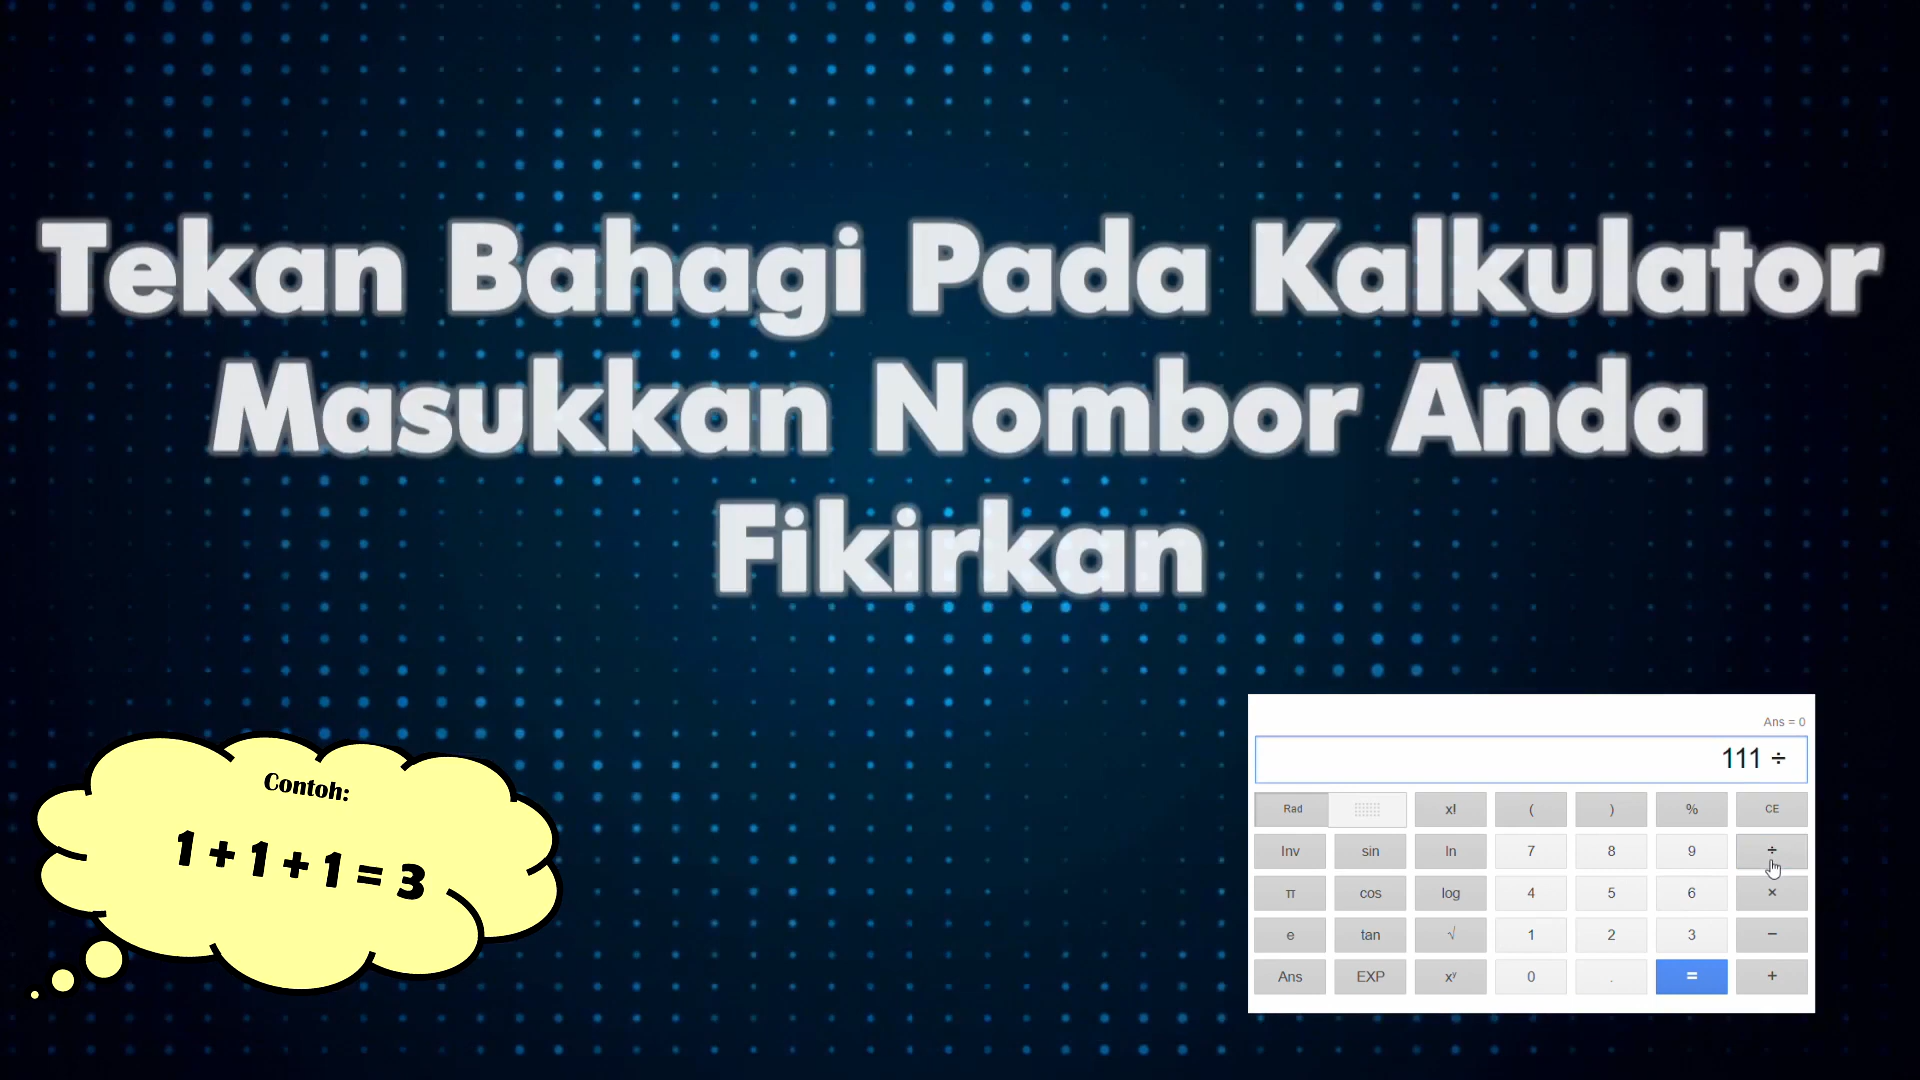 Tekan Bahagi Pada Kalkulator
Masukkan Nombor Anda
Fikirkan
Contoh:
1 + 1 + 1 = 3
Ans = 0
111 ÷
Rad x! ( ) % CE
Inv sin ln 7 8 9 ÷
π cos log 4 5 6 ×
e tan √ 1 2 3 −
Ans EXP xʸ 0 . = +